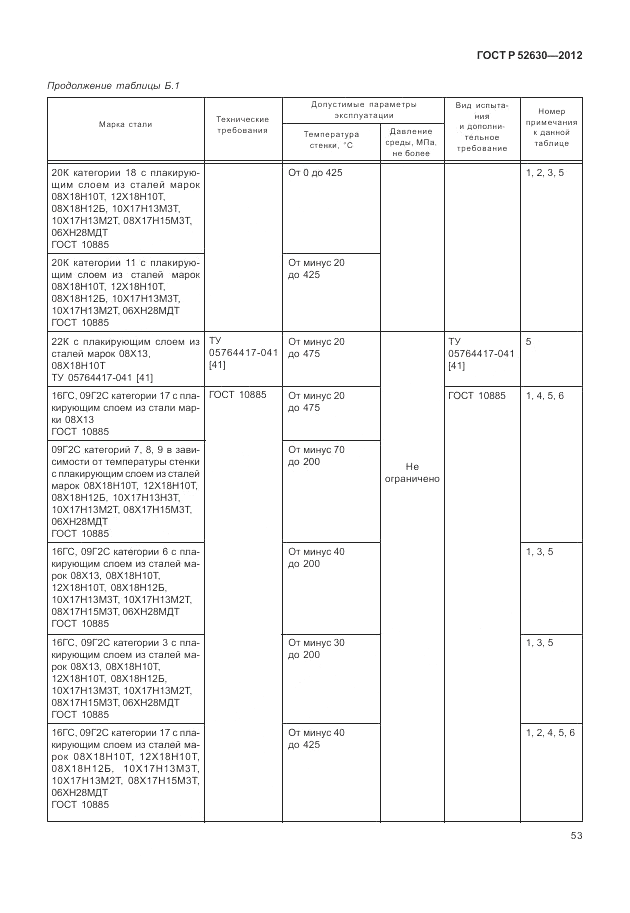 ГОСТ Р 52630—2012
Продолжение таблицы Б.1
Марка стали
Технические
требования
Допустимые параметры
эксплуатации
Температура
стенки, °С
Давление
среды, МПа,
не более
Вид испыта-
ния
и дополни-
тельное
требование
Номер
примечания
к данной
таблице
20К категории 18 с плакирую-
щим слоем из сталей марок
08Х18Н10Т, 12Х18Н10Т,
08Х18Н12Б, 10Х17Н13М3Т,
10Х17Н13М2Т, 08Х17Н15М3Т,
06ХН28МДТ
ГОСТ 10885
От 0 до 425
1, 2, 3, 5
20К категории 11 с плакирую-
щим слоем из сталей марок
08Х18Н10Т, 12Х18Н10Т,
08Х18Н12Б, 10Х17Н13М3Т,
10Х17Н13М2Т, 06ХН28МДТ
ГОСТ 10885
От минус 20
до 425
22К с плакирующим слоем из
сталей марок 08Х13,
08Х18Н10Т
ТУ 05764417-041 [41]
ТУ
05764417-041
[41]
От минус 20
до 475
ТУ
05764417-041
[41]
5
16ГС, 09Г2С категории 17 с пла-
кирующим слоем из стали мар-
ки 08Х13
ГОСТ 10885
ГОСТ 10885
От минус 20
до 475
ГОСТ 10885
1, 4, 5, 6
09Г2С категорий 7, 8, 9 в зави-
симости от температуры стенки
с плакирующим слоем из сталей
марок 08Х18Н10Т, 12Х18Н10Т,
08Х18Н12Б, 10Х17Н13Н3Т,
10Х17Н13М2Т, 08Х17Н15М3Т,
06ХН28МДТ
ГОСТ 10885
От минус 70
до 200
Не
ограничено
16ГС, 09Г2С категории 6 с пла-
кирующим слоем из сталей ма-
рок 08Х13, 08Х18Н10Т,
12Х18Н10Т, 08Х18Н12Б,
10Х17Н13М3Т, 10Х17Н13М2Т,
08Х17Н15М3Т, 06ХН28МДТ
ГОСТ 10885
От минус 40
до 200
1, 3, 5
16ГС, 09Г2С категории 3 с пла-
кирующим слоем из сталей ма-
рок 08Х13, 08Х18Н10Т,
12Х18Н10Т, 08Х18Н12Б,
10Х17Н13М3Т, 10Х17Н13М2Т,
08Х17Н15М3Т, 06ХН28МДТ
ГОСТ 10885
От минус 30
до 200
1, 3, 5
16ГС, 09Г2С категории 17 с пла-
кирующим слоем из сталей ма-
рок 08Х18Н10Т, 12Х18Н10Т,
08Х18Н12Б, 10Х17Н13М3Т,
10Х17Н13М2Т, 08Х17Н15М3Т,
06ХН28МДТ
ГОСТ 10885
От минус 40
до 425
1, 2, 4, 5, 6
53